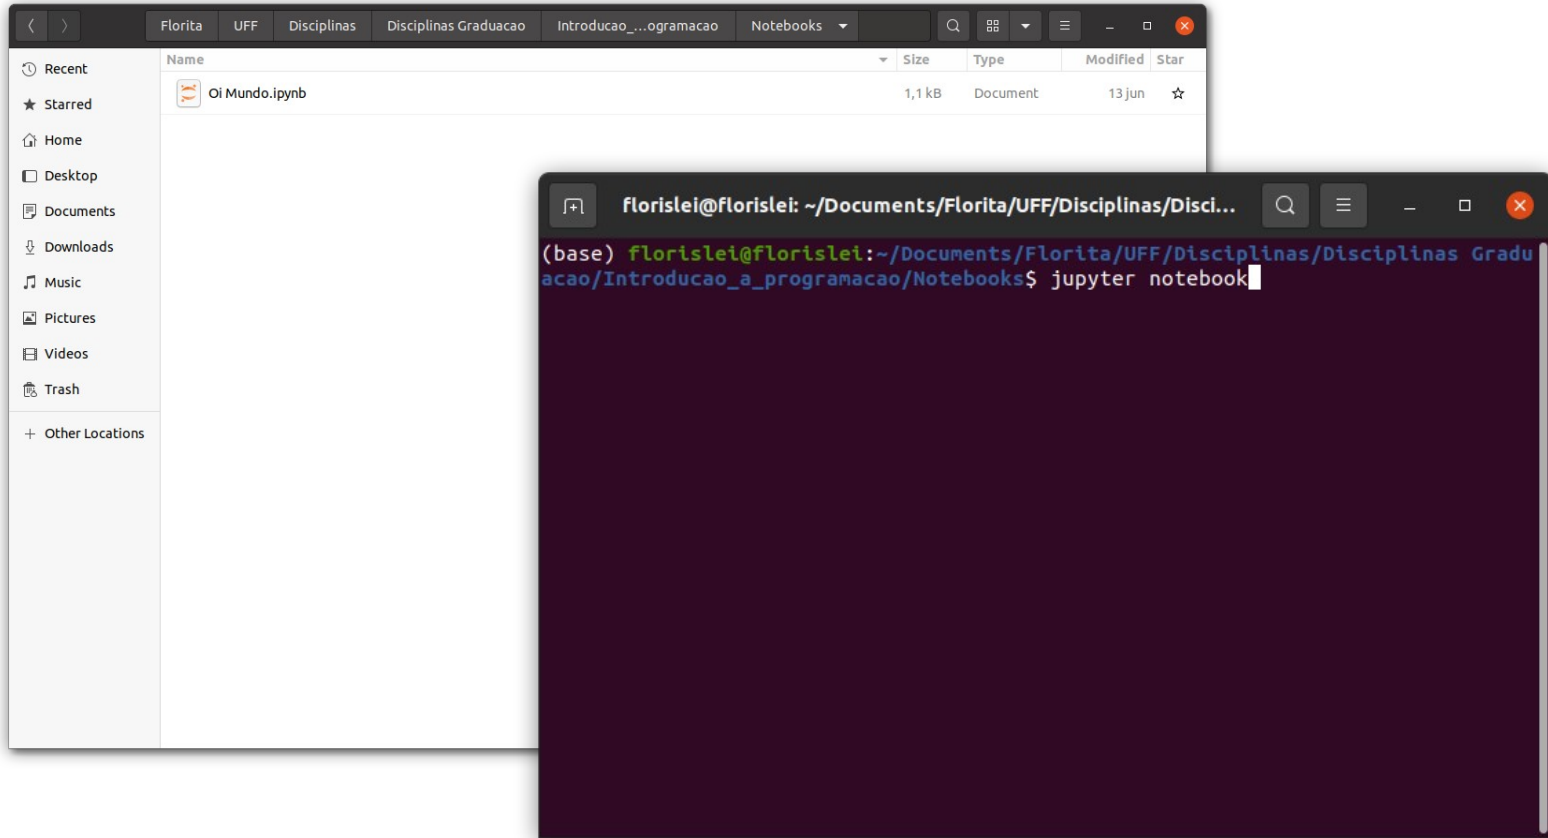 Florita UFF Disciplinas Disciplinas Graduacao Introducao_...ogramacao Notebooks
Name Size Type Modified Star
Oi Mundo.ipynb 1,1 kB Document 13 jun
Recent
Starred
Home
Desktop
Documents
Downloads
Music
Pictures
Videos
Trash
Other Locations
florislei@florislei: ~/Documents/Florita/UFF/Disciplinas/Disci...
(base) florislei@florislei:~/Documents/Florita/UFF/Disciplinas/Disciplinas Gradu
acao/Introducao_a_programacao/Notebooks$ jupyter notebook